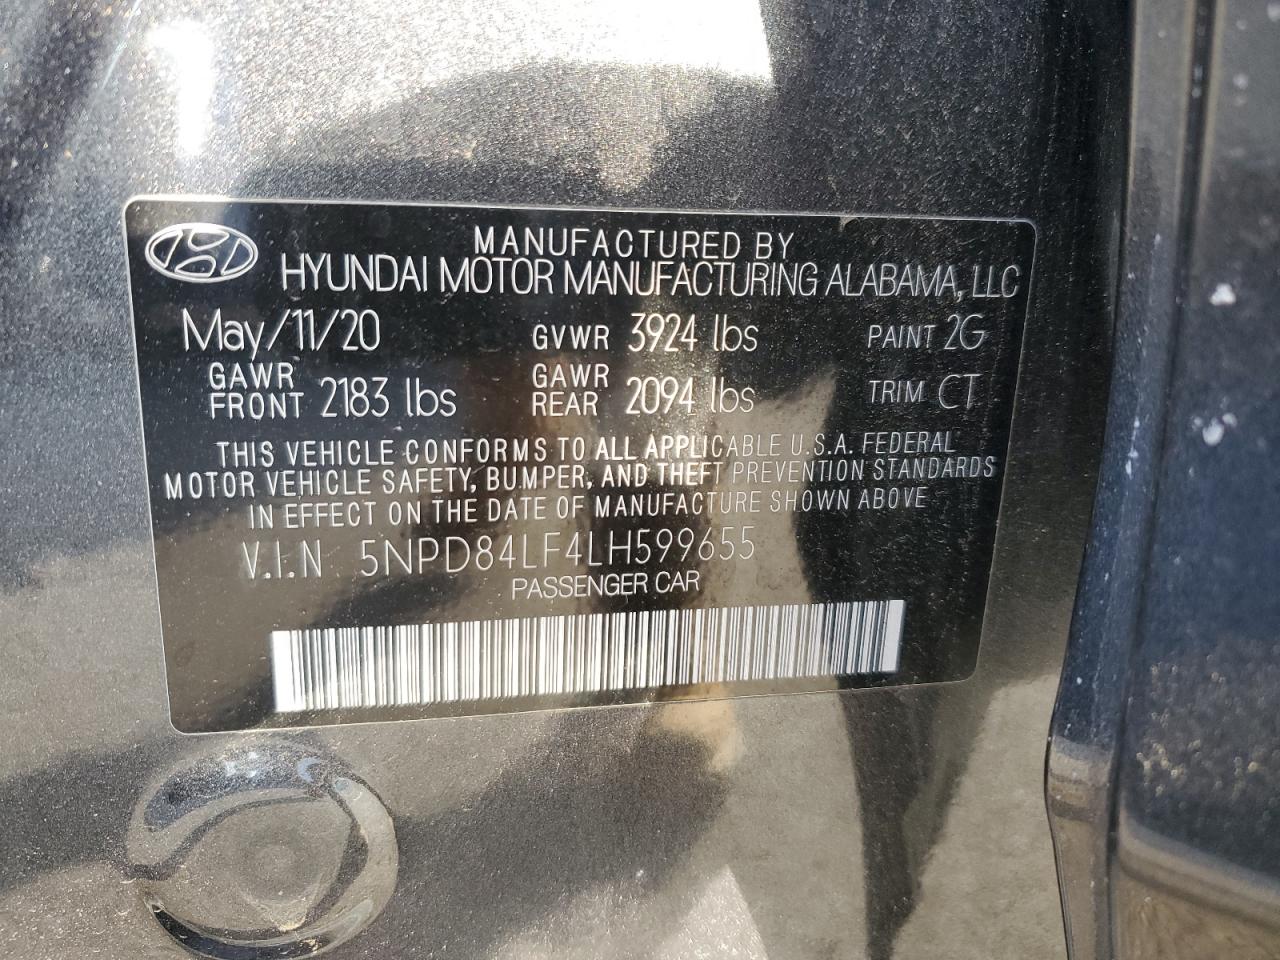 MANUFACTURED BY
HYUNDAI MOTOR MANUFACTURING ALABAMA, LLC
May/11/20 GVWR 3924 lbs PAINT 2G
GAWR FRONT 2183 lbs GAWR REAR 2094 lbs TRIM CT
THIS VEHICLE CONFORMS TO ALL APPLICABLE U.S.A. FEDERAL
MOTOR VEHICLE SAFETY, BUMPER, AND THEFT PREVENTION STANDARDS
IN EFFECT ON THE DATE OF MANUFACTURE SHOWN ABOVE
V.I.N 5NPD84LF4LH599655
PASSENGER CAR